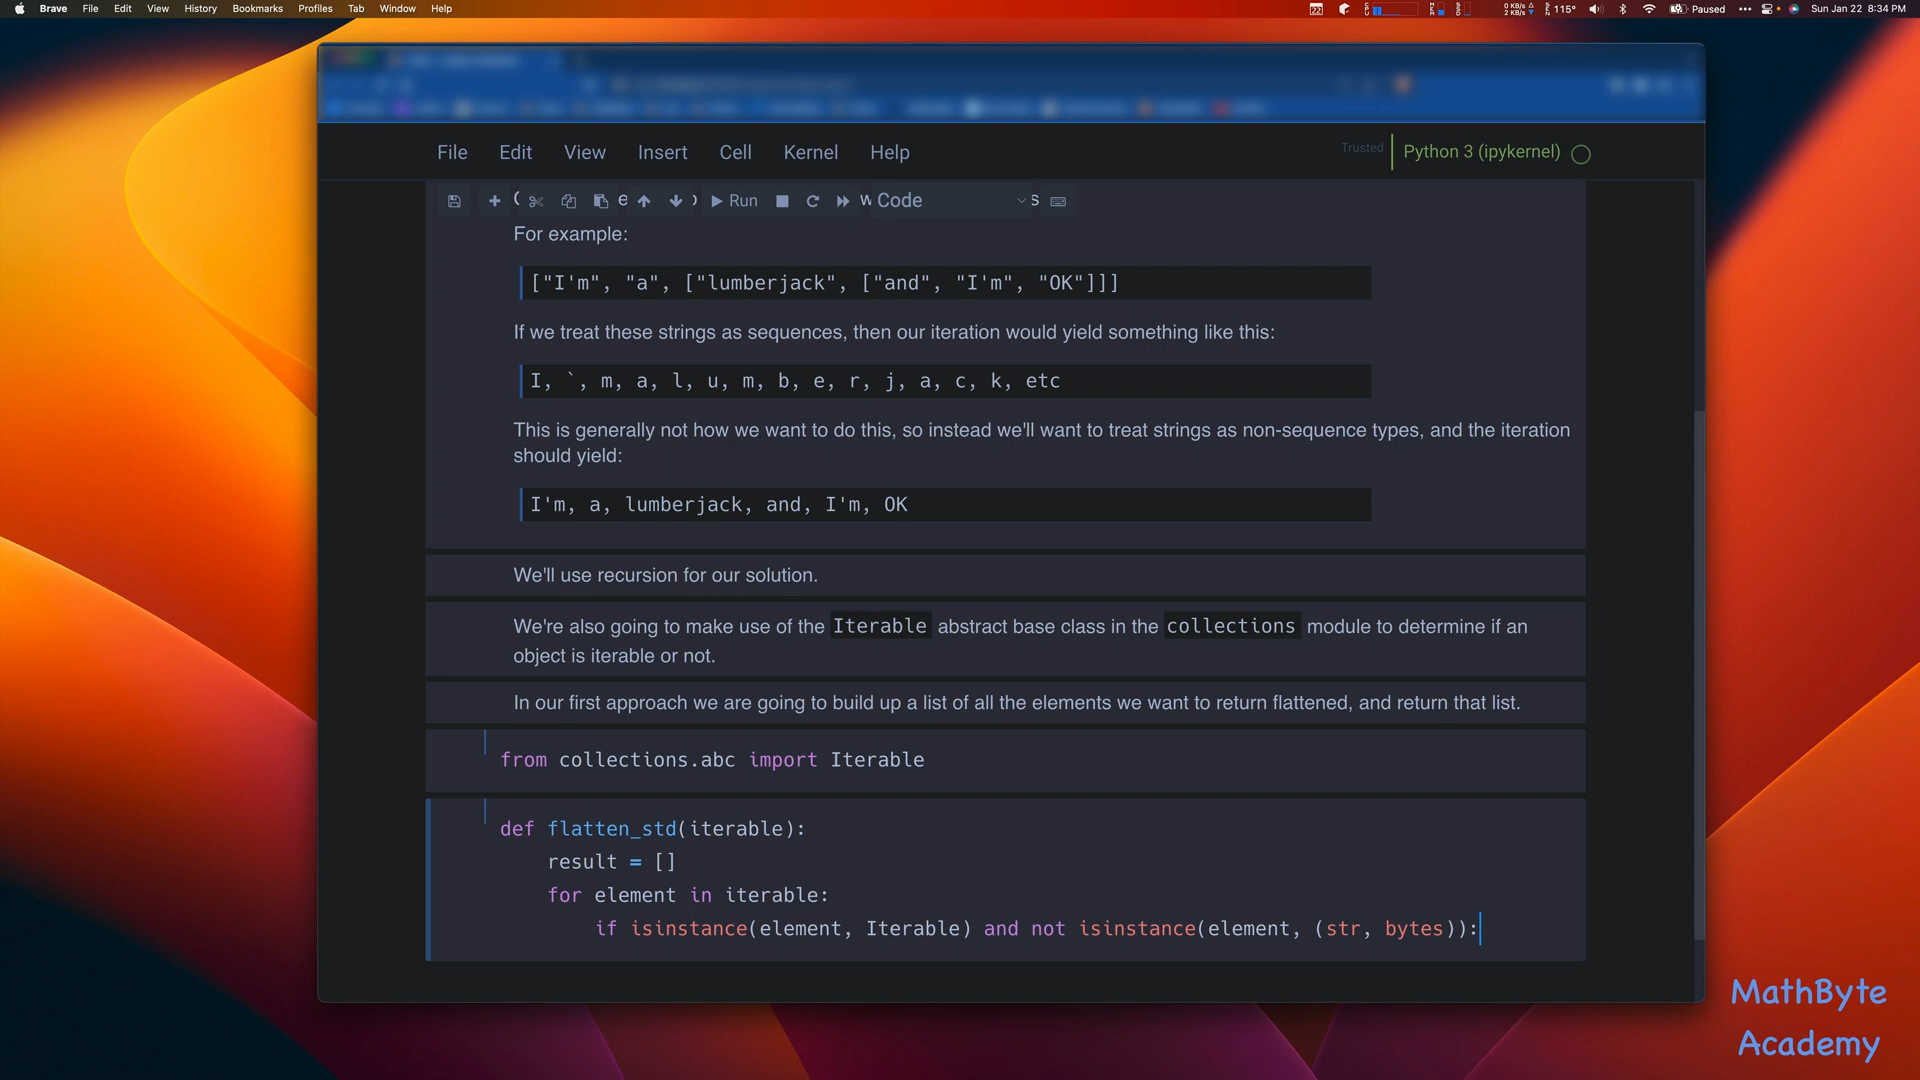 Brave File Edit View History Bookmarks Profiles Tab Window Help
22 0 KB/s 2 KB/s 115° Paused Sun Jan 22 8:34 PM
File Edit View Insert Cell Kernel Help
Trusted Python 3 (ipykernel)
Run Code
For example:
["I'm", "a", ["lumberjack", ["and", "I'm", "OK"]]]
If we treat these strings as sequences, then our iteration would yield something like this:
I, `, m, a, l, u, m, b, e, r, j, a, c, k, etc
This is generally not how we want to do this, so instead we'll want to treat strings as non-sequence types, and the iteration
should yield:
I'm, a, lumberjack, and, I'm, OK
We'll use recursion for our solution.
We're also going to make use of the Iterable abstract base class in the collections module to determine if an
object is iterable or not.
In our first approach we are going to build up a list of all the elements we want to return flattened, and return that list.
from collections.abc import Iterable
def flatten_std(iterable):
    result = []
    for element in iterable:
        if isinstance(element, Iterable) and not isinstance(element, (str, bytes)):
MathByte
Academy